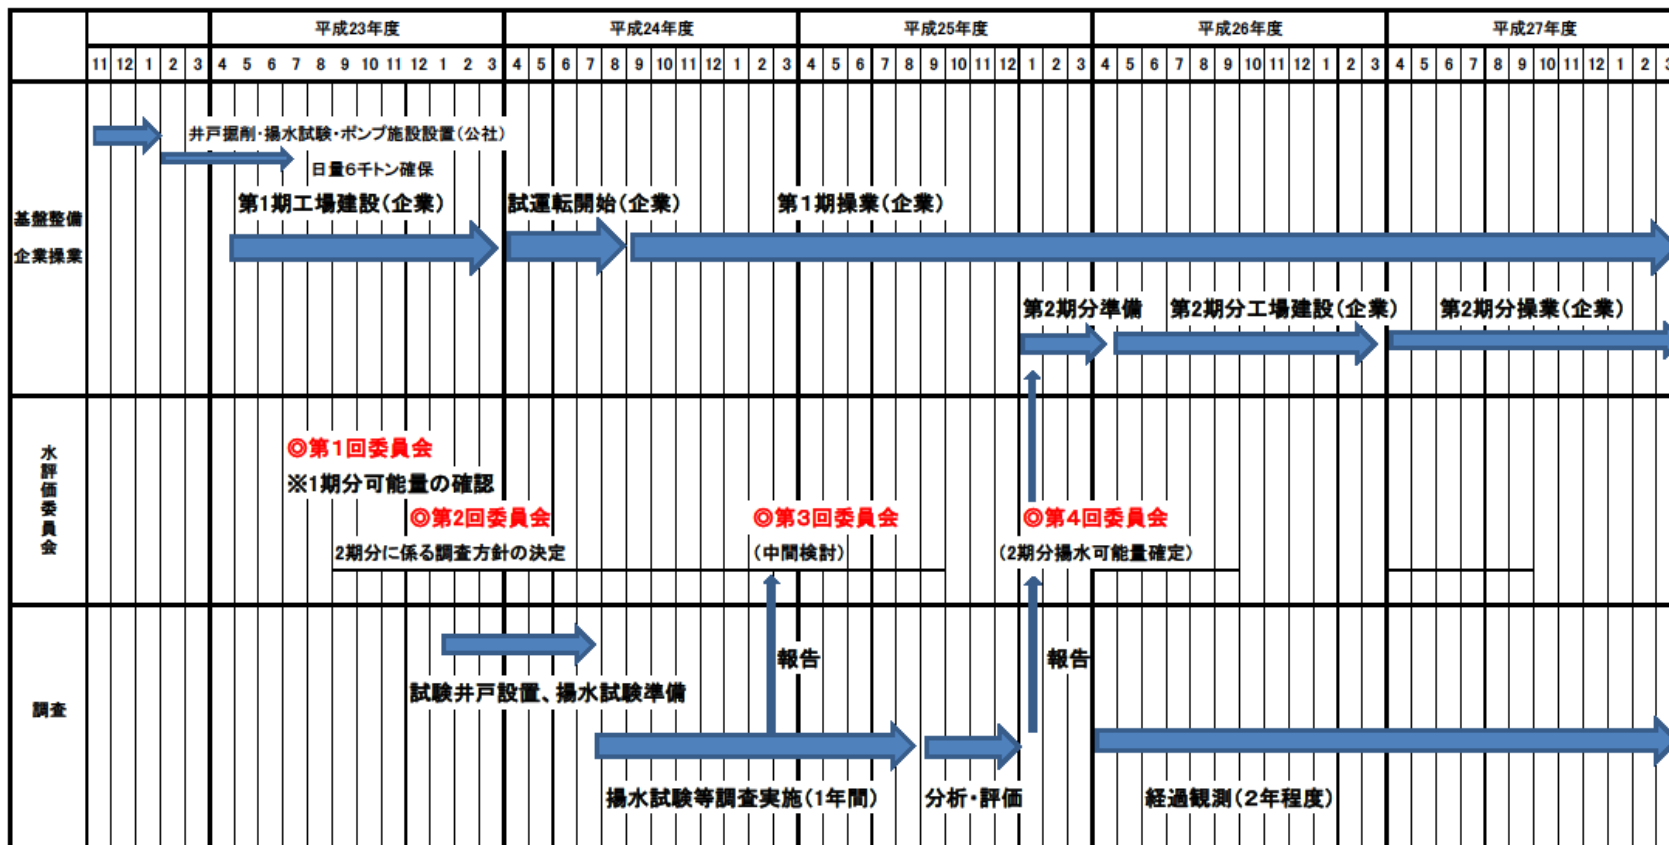 平成23年度 平成24年度 平成25年度 平成26年度 平成27年度
11 12 1 2 3 4 5 6 7 8 9 10 11 12 1 2 3 4 5 6 7 8 9 10 11 12 1 2 3 4 5 6 7 8 9 10 11 12 1 2 3 4 5 6 7 8 9 10 11 12 1 2 3 4 5 6 7 8 9 10 11 12 1 2 3
基盤整備
企業操業
井戸掘削・揚水試験・ポンプ施設設置(公社)
日量6千トン確保
第1期工場建設(企業) 試運転開始(企業) 第1期操業(企業)
第2期分準備 第2期分工場建設(企業) 第2期分操業(企業)
水評価委員会
◎第1回委員会
※1期分可能量の確認
◎第2回委員会 ◎第3回委員会 ◎第4回委員会
2期分に係る調査方針の決定 (中間検討) (2期分揚水可能量確定)
調査
報告 報告
試験井戸設置、揚水試験準備
揚水試験等調査実施(1年間) 分析・評価 経過観測(2年程度)